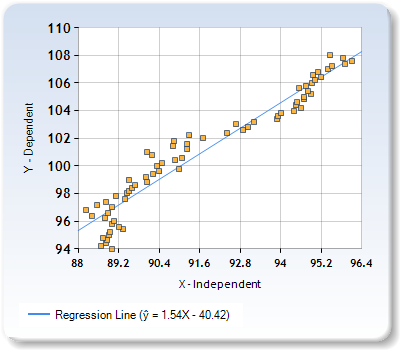 110
108
106
104
102
100
98
96
94
Y - Dependent
88 89.2 90.4 91.6 92.8 94 95.2 96.4
X - Independent
Regression Line (ŷ = 1.54X - 40.42)